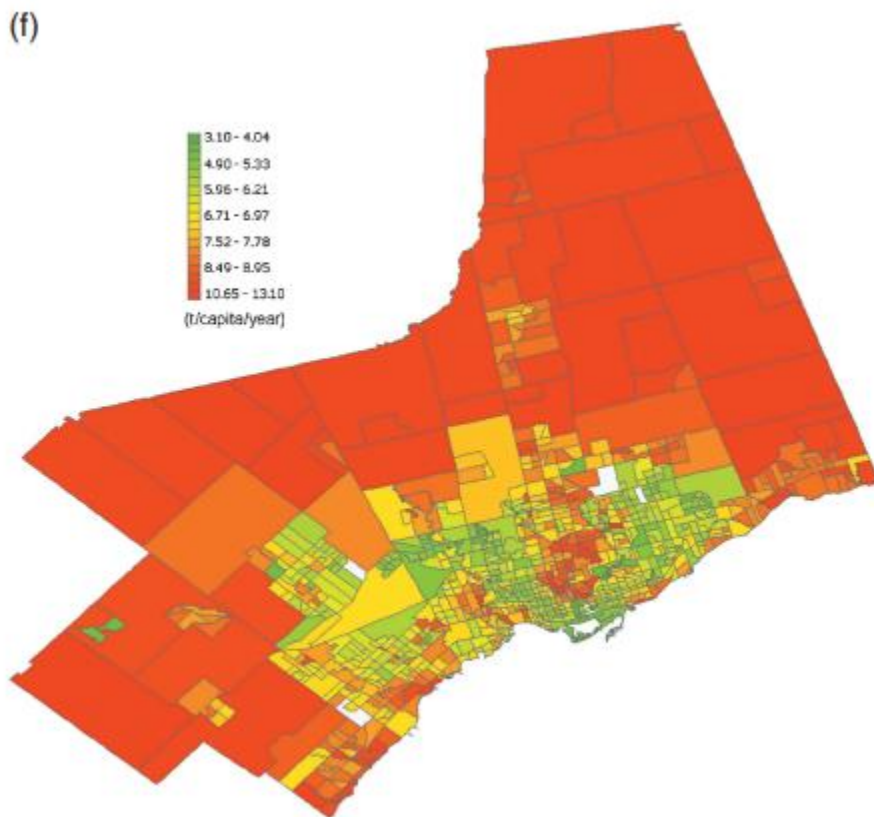 (f)
3.10 - 4.04
4.90 - 5.33
5.96 - 6.21
6.71 - 6.97
7.52 - 7.78
8.49 - 8.95
10.65 - 13.10
(t/capita/year)